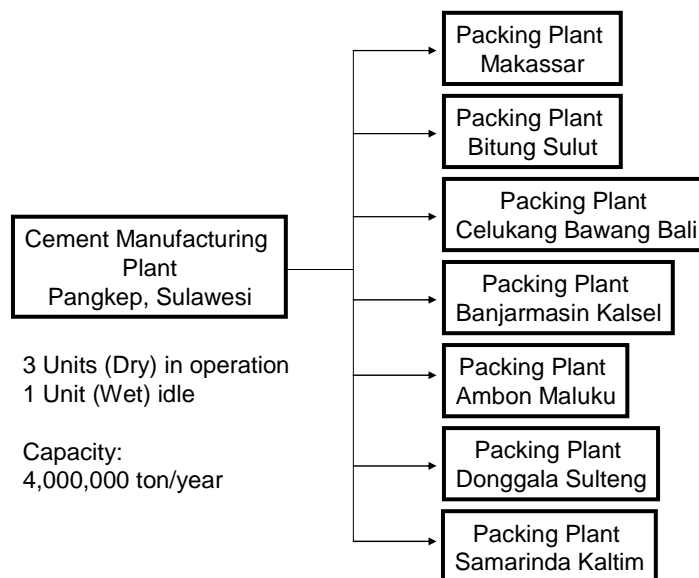 Cement Manufacturing
Plant
Pangkep, Sulawesi
3 Units (Dry) in operation
1 Unit (Wet) idle
Capacity:
4,000,000 ton/year
Packing Plant
Makassar
Packing Plant
Bitung Sulut
Packing Plant
Celukang Bawang Bali
Packing Plant
Banjarmasin Kalsel
Packing Plant
Ambon Maluku
Packing Plant
Donggala Sulteng
Packing Plant
Samarinda Kaltim